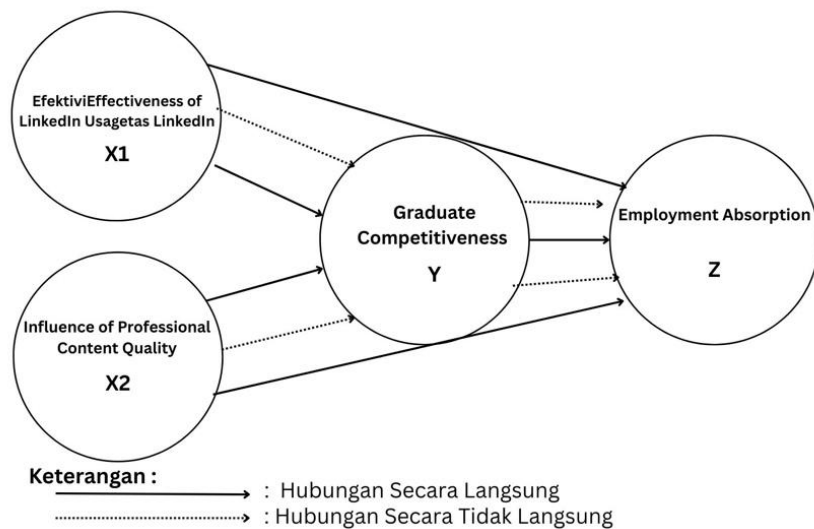 EfektiviEffectiveness of
LinkedIn Usagetas LinkedIn
X1
Graduate
Competitiveness
Y
Employment Absorption
Z
Influence of Professional
Content Quality
X2
Keterangan :
: Hubungan Secara Langsung
: Hubungan Secara Tidak Langsung